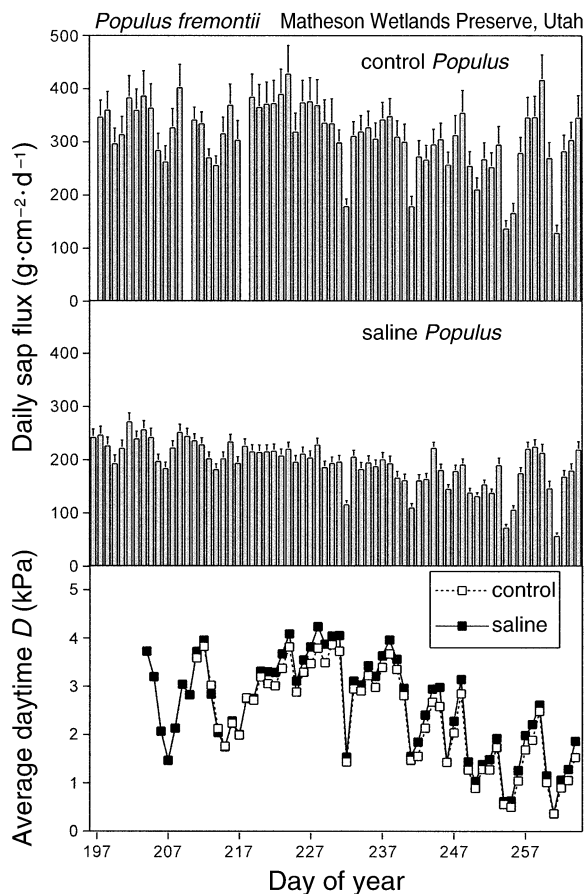 Populus fremontii Matheson Wetlands Preserve, Utah
500
control Populus
400
300
200
100
0
Daily sap flux (g·cm⁻²·d⁻¹)
saline Populus
400
300
200
100
0
Average daytime D (kPa)
5
control
saline
4
3
2
1
0
197 207 217 227 237 247 257
Day of year